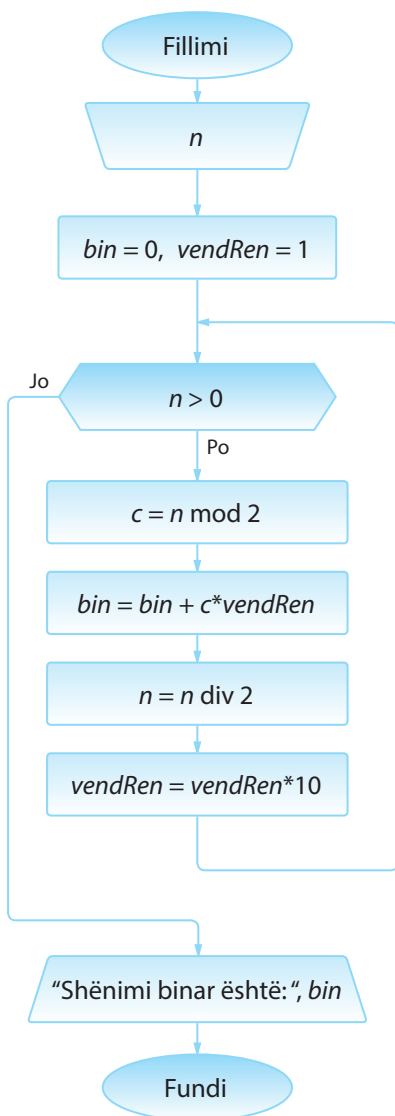 Fillimi
n
bin = 0, vendRen = 1
n > 0
Jo
Po
c = n mod 2
bin = bin + c*vendRen
n = n div 2
vendRen = vendRen*10
“Shënimi binar është:“, bin
Fundi